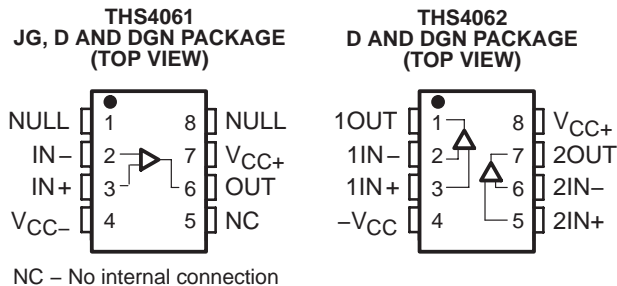 THS4061
JG, D AND DGN PACKAGE
(TOP VIEW)
NULL 1 8 NULL
IN− 2 7 VCC+
IN+ 3 6 OUT
VCC− 4 5 NC
NC − No internal connection
THS4062
D AND DGN PACKAGE
(TOP VIEW)
1OUT 1 8 VCC+
1IN− 2 7 2OUT
1IN+ 3 6 2IN−
−VCC 4 5 2IN+